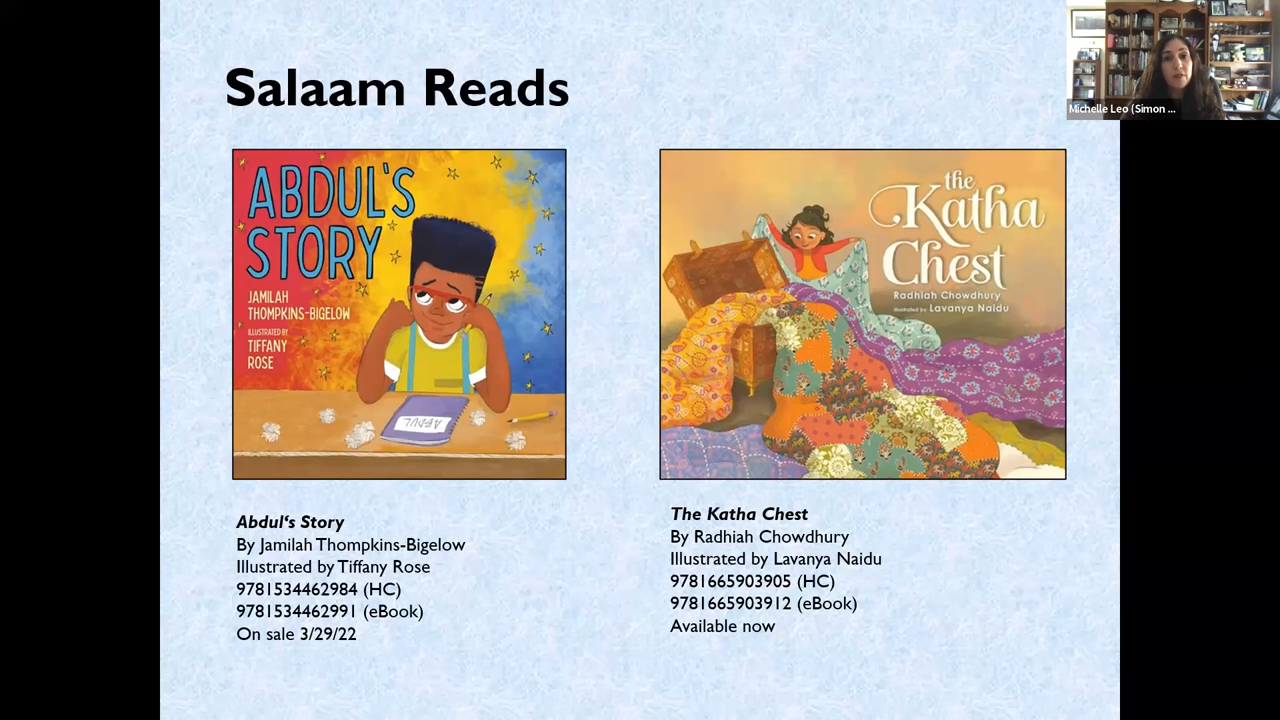 Salaam Reads
Michelle Leo (Simon ...
ABDUL'S
STORY
JAMILAH
THOMPKINS-BIGELOW
ILLUSTRATED BY
TIFFANY
ROSE
ABDUL
the
Katha
Chest
Radhiah Chowdhury
Illustrated by Lavanya Naidu
Abdul‘s Story
By Jamilah Thompkins-Bigelow
Illustrated by Tiffany Rose
9781534462984 (HC)
9781534462991 (eBook)
On sale 3/29/22
The Katha Chest
By Radhiah Chowdhury
Illustrated by Lavanya Naidu
9781665903905 (HC)
9781665903912 (eBook)
Available now